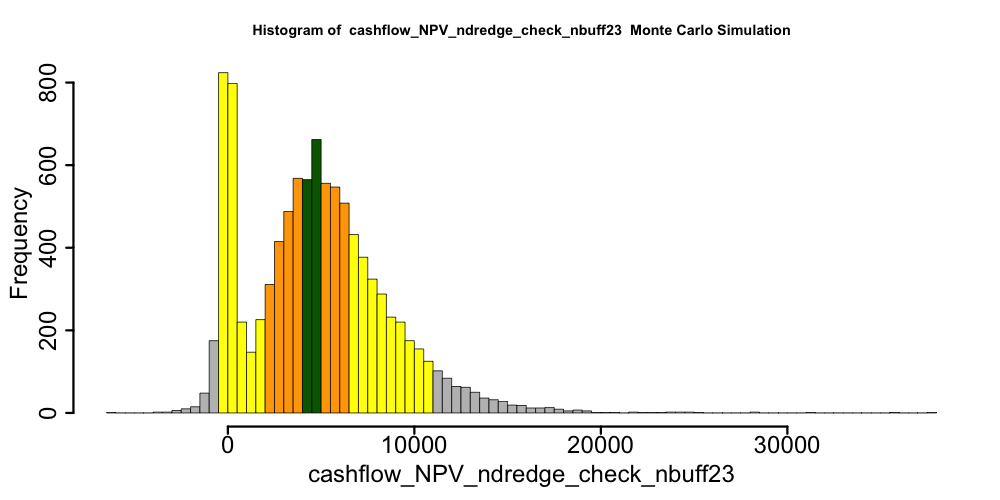 Histogram of  cashflow_NPV_ndredge_check_nbuff23  Monte Carlo Simulation
Frequency
800
600
400
200
0
0 10000 20000 30000
cashflow_NPV_ndredge_check_nbuff23